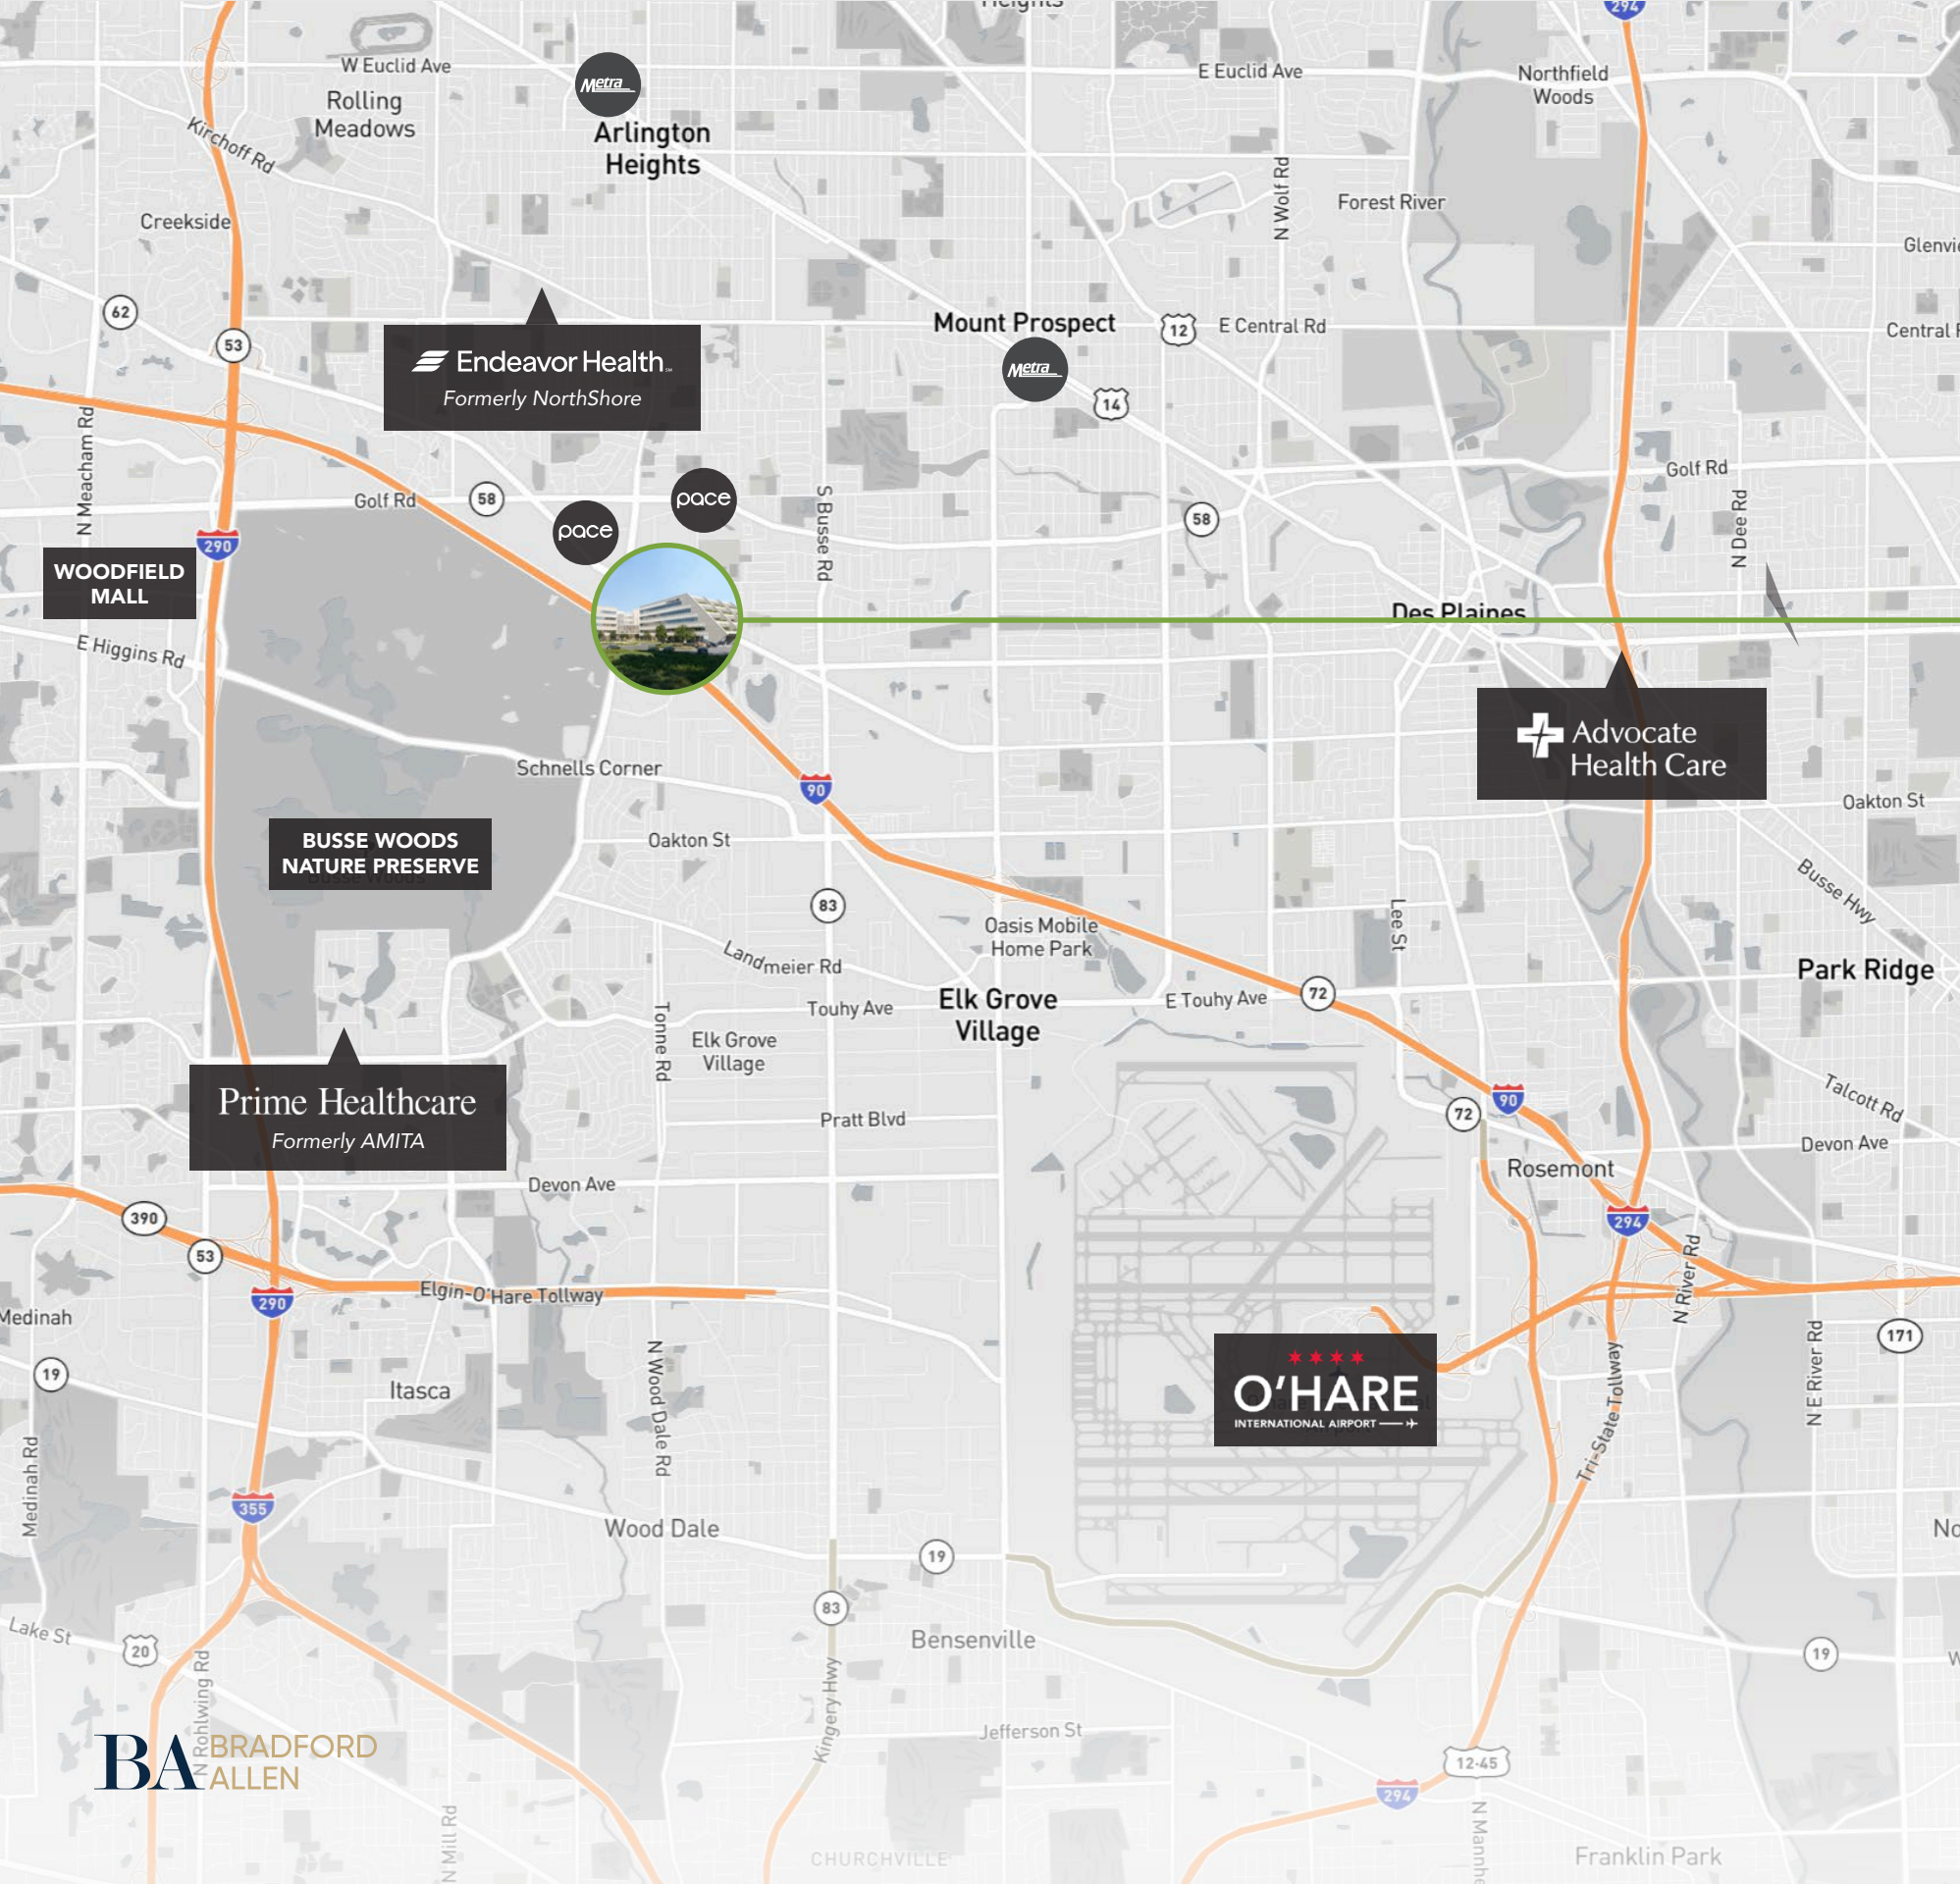 Heights
294
W Euclid Ave
Metra
E Euclid Ave
Northfield
Woods
Rolling
Meadows
Kirchoff Rd
Arlington
Heights
N Wolf Rd
Forest River
Creekside
Glenvi
62
53
Endeavor Health
Formerly NorthShore
Mount Prospect
12
E Central Rd
Central
Metra
14
N Meacham Rd
Golf Rd
58
pace
pace
S Busse Rd
58
Golf Rd
N Dee Rd
290
WOODFIELD
MALL
Des Plaines
E Higgins Rd
Advocate
Health Care
Schnells Corner
90
Oakton St
Oakton St
BUSSE WOODS
NATURE PRESERVE
Busse Hwy
83
Lee St
Oasis Mobile
Home Park
Landmeier Rd
Park Ridge
Touhy Ave
Elk Grove
Village
E Touhy Ave
72
Tonne Rd
Elk Grove
Village
Prime Healthcare
Formerly AMITA
90
72
Talcott Rd
Pratt Blvd
Devon Ave
Rosemont
Devon Ave
390
53
294
N River Rd
290
Elgin-O'Hare Tollway
Medinah
N E River Rd
171
19
N Wood Dale Rd
Itasca
O'HARE
INTERNATIONAL AIRPORT
Tri-State Tollway
Medinah Rd
355
Wood Dale
19
No
83
Lake St
20
Bensenville
19
W
N Rohlwing Rd
Kingery Hwy
Jefferson St
BA BRADFORD
ALLEN
12-45
294
N Mill Rd
N Mannhe
CHURCHVILLE
Franklin Park